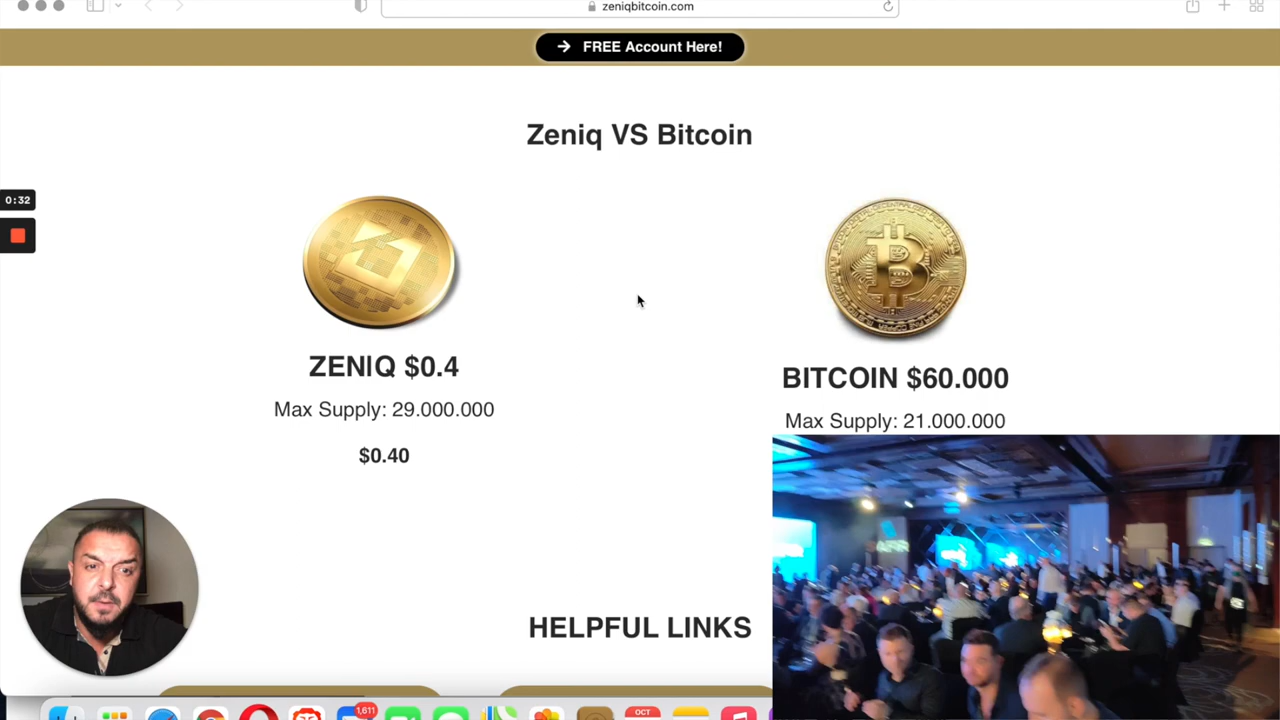 zeniqbitcoin.com
→ FREE Account Here!
Zeniq VS Bitcoin
0:32
ZENIQ $0.4
Max Supply: 29.000.000
$0.40
BITCOIN $60.000
Max Supply: 21.000.000
HELPFUL LINKS
1,611
OCT